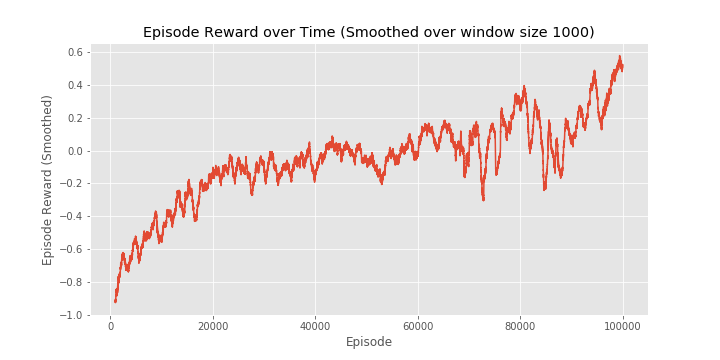 Episode Reward over Time (Smoothed over window size 1000)
Episode Reward (Smoothed)
0.6
0.4
0.2
0.0
−0.2
−0.4
−0.6
−0.8
−1.0
0 20000 40000 60000 80000 100000
Episode